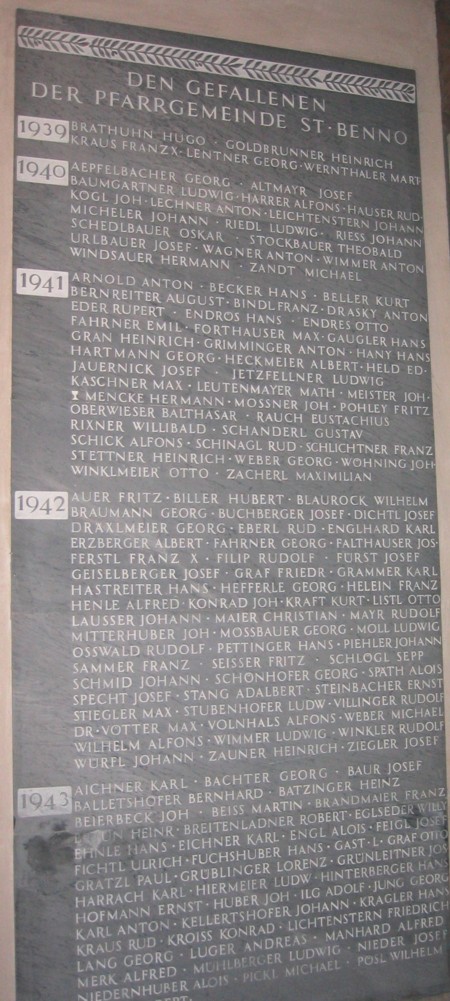 DEN GEFALLENEN
DER PFARRGEMEINDE ST·BENNO
1939 BRATHUHN HUGO · GOLDBRUNNER HEINRICH
KRAUS FRANZ X · LENTNER GEORG · WERNTHALER MART
1940 AEPFELBACHER GEORG · ALTMAYR JOSEF
BAUMGARTNER LUDWIG · HARRER ALFONS · HAUSER RUD·
KOGL JOH · LECHNER ANTON · LEICHTENSTERN JOHANN
MICHELER JOHANN · RIEDL LUDWIG · RIESS JOHANN
SCHEDLBAUER OSKAR · STOCKBAUER THEOBALD
URLBAUER JOSEF · WAGNER ANTON · WIMMER ANTON
WINDSAUER HERMANN · ZANDT MICHAEL
1941 ARNOLD ANTON · BECKER HANS · BELLER KURT
BERNREITER AUGUST · BINDL FRANZ · DRASKY ANTON
EDER RUPERT · ENDROS HANS · ENDRES OTTO
FAHRNER EMIL · FORTHAUSER MAX · GAUGLER HANS
GRAN HEINRICH · GRIMMINGER ANTON · HANY HANS
HARTMANN GEORG · HECKMEIER ALBERT · HELD ED·
JAUERNICK JOSEF · JETZFELLNER LUDWIG
KASCHNER MAX · LEUTENMAYER MATH · MEISTER JOH·
MENCKE HERMANN · MOSSNER JOH · POHLEY FRITZ
OBERWIESER BALTHASAR · RAUCH EUSTACHIUS
RIXNER WILLIBALD · SCHANDERL GUSTAV
SCHICK ALFONS · SCHINAGL RUD · SCHLICHTNER FRANZ
STETTNER HEINRICH · WEBER GEORG · WÖHNING JOH
WINKLMEIER OTTO · ZACHERL MAXIMILIAN
1942 AUER FRITZ · BILLER HUBERT · BLAUROCK WILHELM
BRAUMANN GEORG · BUCHBERGER JOSEF · DICHTL JOSEF
DRAXLMEIER GEORG · EBERL RUD · ENGLHARD KARL
ERZBERGER ALBERT · FAHRNER GEORG · FALTHAUSER JOS·
FERSTL FRANZ X · FILIP RUDOLF · FÜRST JOSEF
GEISELBERGER JOSEF · GRAF FRIEDR · GRAMMER KARL
HASTREITER HANS · HEFFERLE GEORG · HELEIN FRANZ
HENLE ALFRED · KONRAD JOH · KRAFT KURT · LISTL OTTO
LAUSSER JOHANN · MAIER CHRISTIAN · MAYR RUDOLF
MITTERHUBER JOH · MOSSBAUER GEORG · MOLL LUDWIG
OSSWALD RUDOLF · PETTINGER HANS · PIEHLER JOHANN
SAMMER FRANZ · SEISSER FRITZ · SCHLÖGL SEPP
SCHMID JOHANN · SCHÖNHOFER GEORG · SPÄTH ALOIS
SPECHT JOSEF · STANG ADALBERT · STEINBACHER ERNST
STIEGLER MAX · STUBENHOFER LUDW · VILLINGER RUDOLF
DR·VOTTER MAX · VOLNHALS ALFONS · WEBER MICHAEL
WILHELM ALFONS · WIMMER LUDWIG · WINKLER RUDOLF
WÜRFL JOHANN · ZAUNER HEINRICH · ZIEGLER JOSEF
1943 AICHNER KARL · BACHTER GEORG · BAUR JOSEF
BALLETSHOFER BERNHARD · BATZINGER HEINZ
BEIERBECK JOH · BEISS MARTIN · BRANDMAIER FRANZ
HEINR · BREITENLADNER ROBERT · EGLSEDER WILLY
EHNLE HANS · EICHNER KARL · ENGL ALOIS · FEIGL JOSEF
FICHTL ULRICH · FUCHSHUBER HANS · GAST L · GRAF OTTO
GRATZL PAUL · GRÜBLINGER LORENZ · GRÜNLEITNER JOS
HARRACH KARL · HIERMEIER LUDW · HINTERBERGER HANS
HOFMANN ERNST · HUBER JOH · ILG ADOLF · JUNG GEORG
KARL ANTON · KELLERTSHOFER JOHANN · KRAGLER HANS
KRAUS RUD · KROISS KONRAD · LICHTENSTERN FRIEDRICH
LANG GEORG · LUGER ANDREAS · MANHARD ALFRED
MERK ALFRED · MÜHLBERGER LUDWIG · NIEDER JOSEF
NIEDERNHUBER ALOIS · PICKL MICHAEL · PÖSL WILHELM